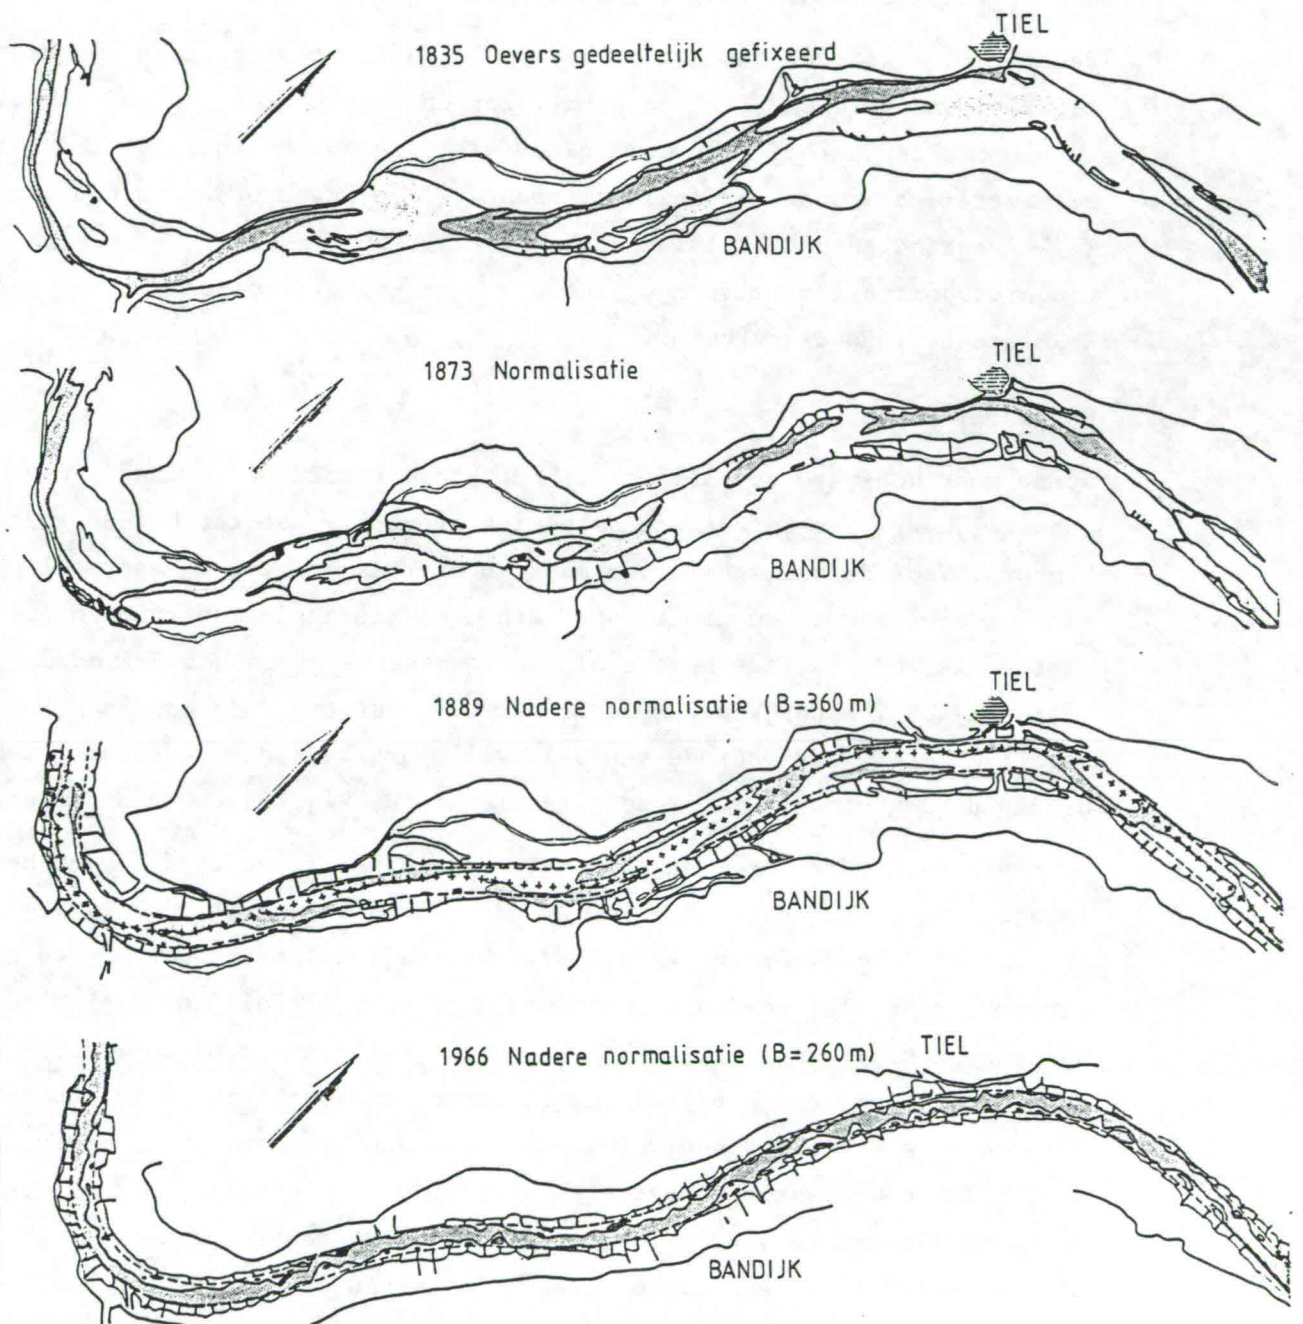 TIEL
1835 Oevers gedeeltelijk gefixeerd
BANDIJK
TIEL
1873 Normalisatie
BANDIJK
TIEL
1889 Nadere normalisatie (B=360 m)
BANDIJK
1966 Nadere normalisatie (B=260 m)
TIEL
BANDIJK